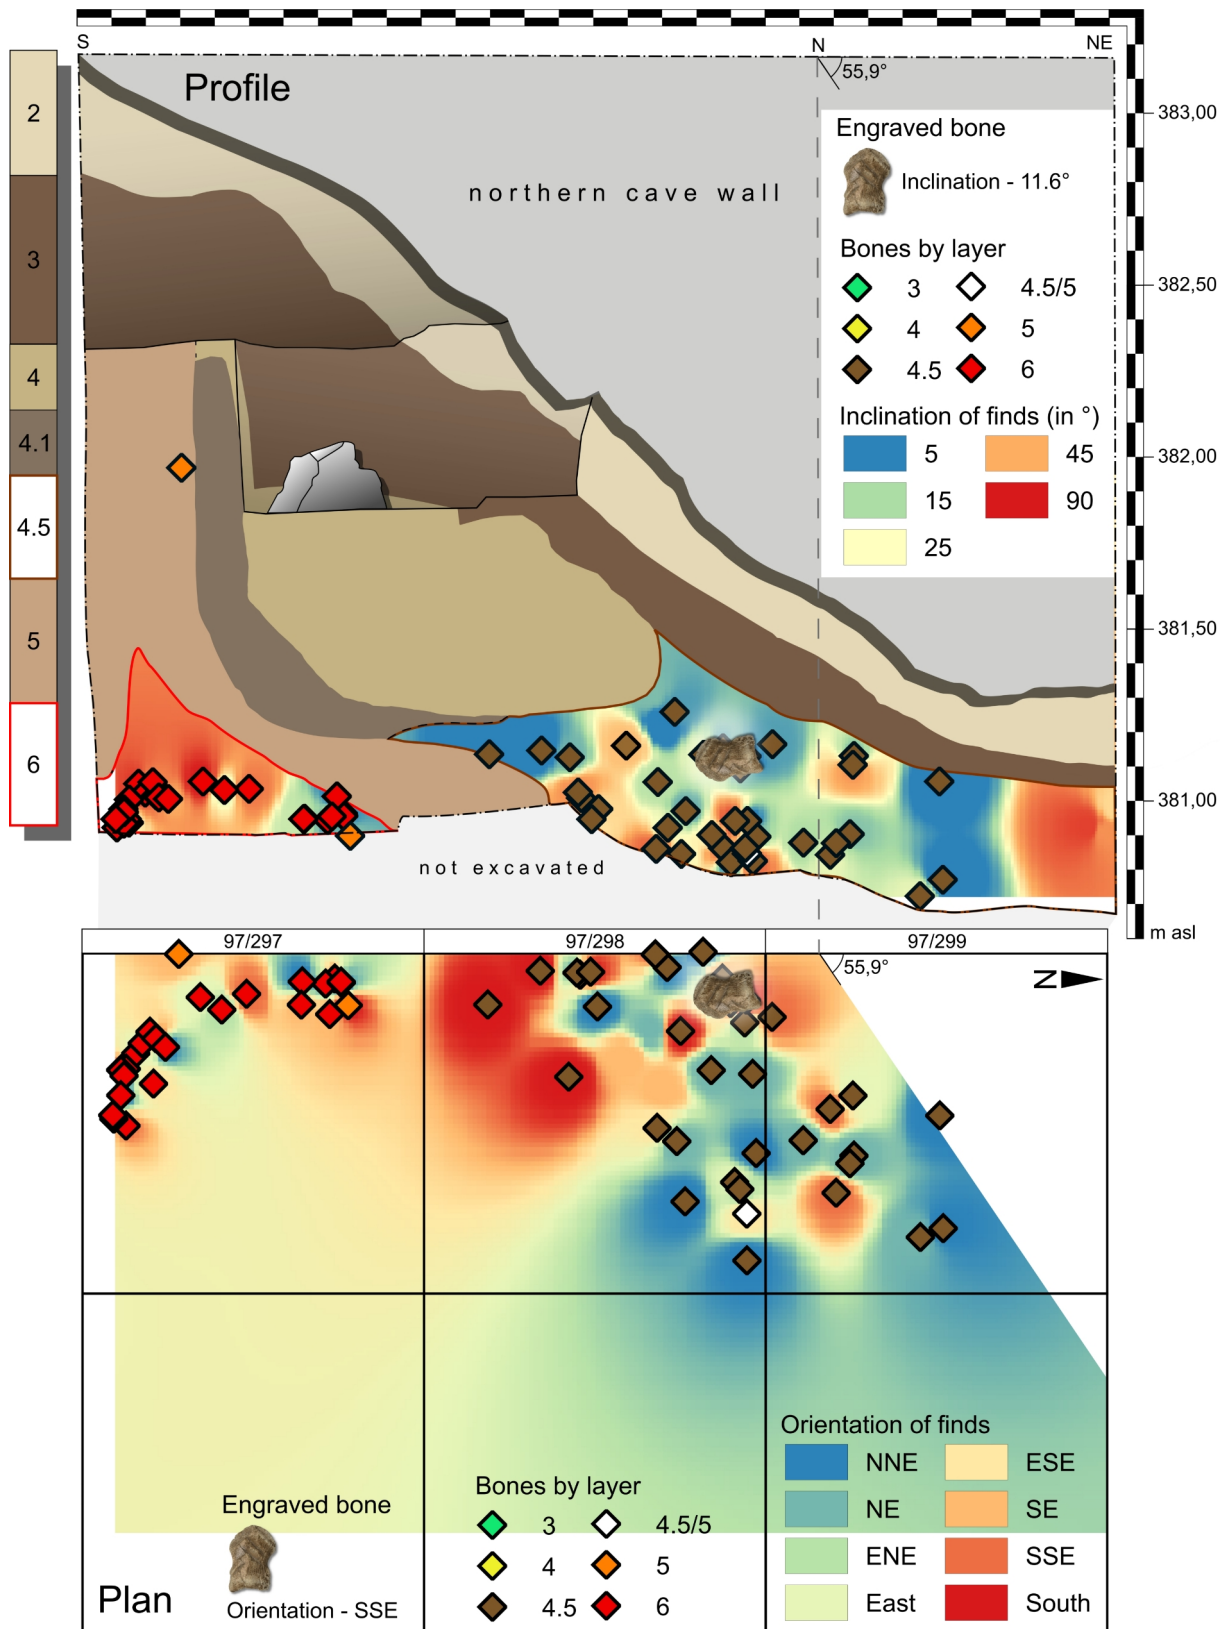 S
N
NE
Profile
55,9°
383,00
2
Engraved bone
northern cave wall
Inclination - 11.6°
Bones by layer
3
382,50
3 4.5/5
4 5
4.5 6
4
Inclination of finds (in °)
4.1
5 45
382,00
15 90
4.5
25
381,50
5
6
381,00
not excavated
m asl
97/297
97/298
97/299
55,9°
N
Orientation of finds
NNE ESE
NE SE
ENE SSE
East South
Bones by layer
3 4.5/5
4 5
4.5 6
Engraved bone
Orientation - SSE
Plan